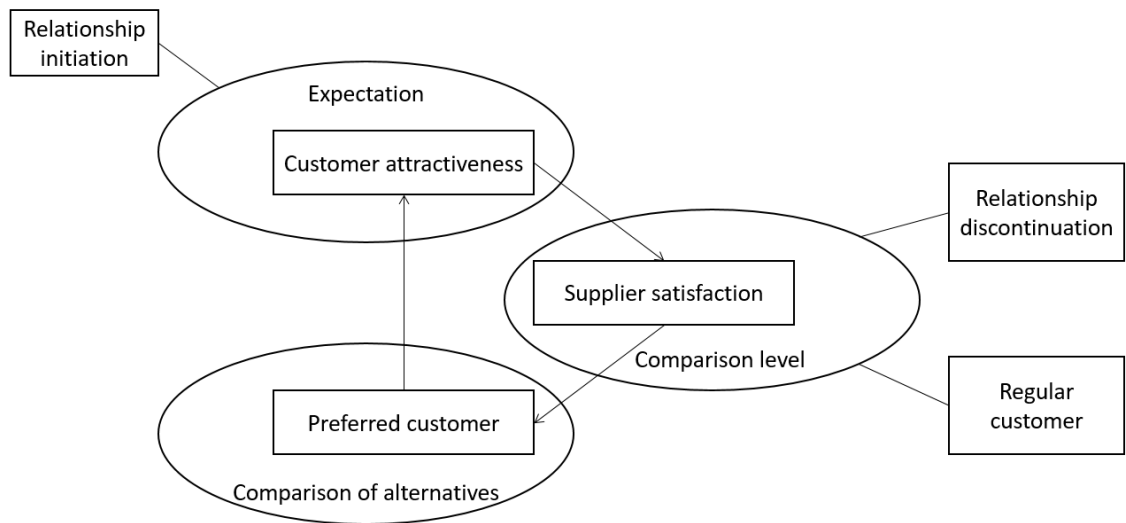 Relationship
initiation
Expectation
Customer attractiveness
Relationship
discontinuation
Supplier satisfaction
Comparison level
Regular
customer
Preferred customer
Comparison of alternatives